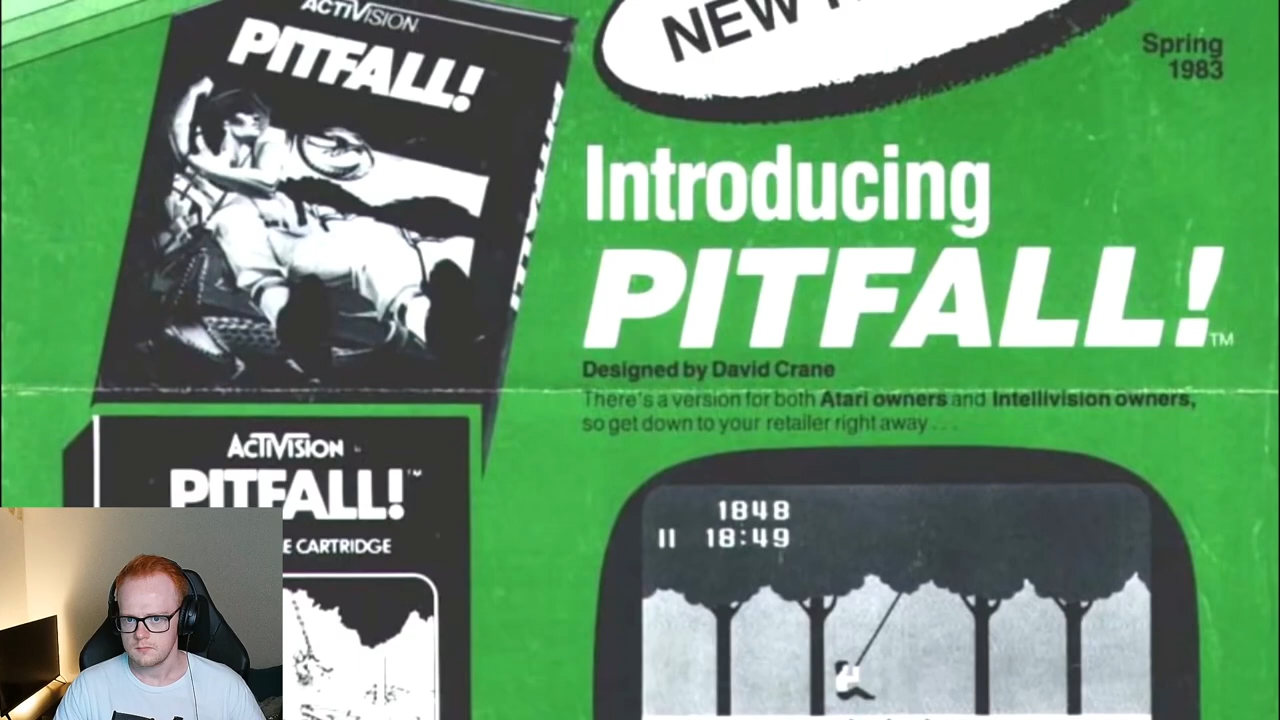 ACTIVISION
PITFALL!
NEW
Spring
1983
Introducing
PITFALL!™
Designed by David Crane
There's a version for both Atari owners and Intellivision owners,
so get down to your retailer right away . . .
ACTIVISION
PITFALL!™
CARTRIDGE
1848
18:49